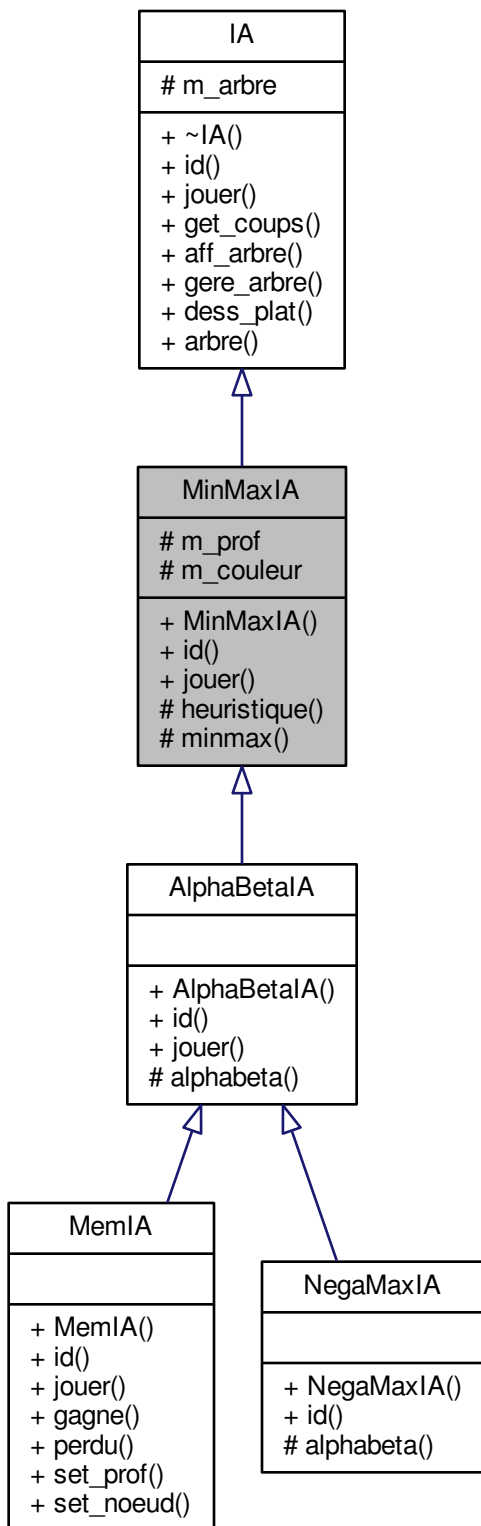 IA
# m_arbre
+ ~IA()
+ id()
+ jouer()
+ get_coups()
+ aff_arbre()
+ gere_arbre()
+ dess_plat()
+ arbre()
MinMaxIA
# m_prof
# m_couleur
+ MinMaxIA()
+ id()
+ jouer()
# heuristique()
# minmax()
AlphaBetaIA
+ AlphaBetaIA()
+ id()
+ jouer()
# alphabeta()
MemIA
+ MemIA()
+ id()
+ jouer()
+ gagne()
+ perdu()
+ set_prof()
+ set_noeud()
NegaMaxIA
+ NegaMaxIA()
+ id()
# alphabeta()